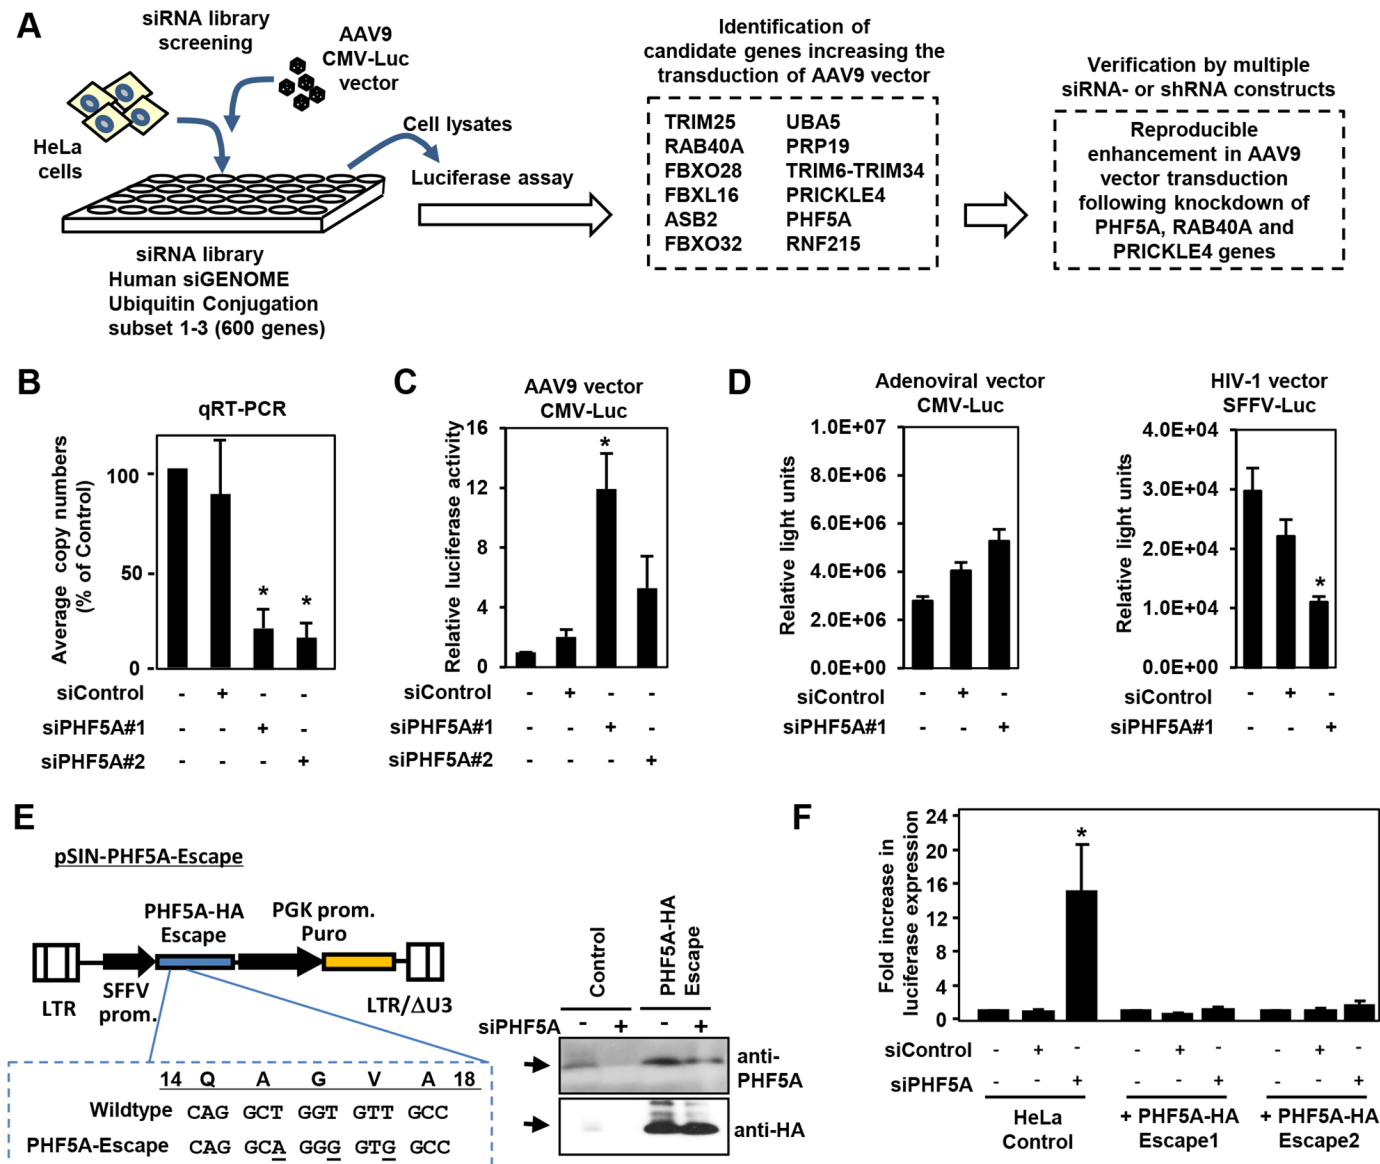 A
siRNA library
screening
AAV9
CMV-Luc
vector
HeLa
cells
Cell lysates
Luciferase assay
siRNA library
Human siGENOME
Ubiquitin Conjugation
subset 1-3 (600 genes)
Identification of
candidate genes increasing the
transduction of AAV9 vector
TRIM25 UBA5
RAB40A PRP19
FBXO28 TRIM6-TRIM34
FBXL16 PRICKLE4
ASB2 PHF5A
FBXO32 RNF215
Verification by multiple
siRNA- or shRNA constructs
Reproducible
enhancement in AAV9
vector transduction
following knockdown of
PHF5A, RAB40A and
PRICKLE4 genes
B
qRT-PCR
Average copy numbers
(% of Control)
100
50
0
* *
siControl - + - -
siPHF5A#1 - - + -
siPHF5A#2 - - - +
C
AAV9 vector
CMV-Luc
Relative luciferase activity
16
12
8
4
0
*
- + - -
siPHF5A#1 - - + -
siPHF5A#2 - - - +
D
Adenoviral vector
CMV-Luc
Relative light units
1.0E+07
8.0E+06
6.0E+06
4.0E+06
2.0E+06
0.0E+00
siControl - + -
siPHF5A#1 - - +
HIV-1 vector
SFFV-Luc
Relative light units
4.0E+04
3.0E+04
2.0E+04
1.0E+04
0.0E+00
*
siControl - + -
siPHF5A#1 - - +
E
pSIN-PHF5A-Escape
PHF5A-HA
Escape
PGK prom.
Puro
LTR
SFFV
prom.
LTR/ΔU3
14 Q A G V A 18
Wildtype CAG GCT GGT GTT GCC
PHF5A-Escape CAG GCA GGG GTG GCC
Control
PHF5A-HA
Escape
siPHF5A - + - +
anti-
PHF5A
anti-HA
F
Fold increase in
luciferase expression
24
20
16
12
8
4
0
*
siControl - + - - + - - + -
siPHF5A - - + - - + - - +
HeLa
Control
+ PHF5A-HA
Escape1
+ PHF5A-HA
Escape2